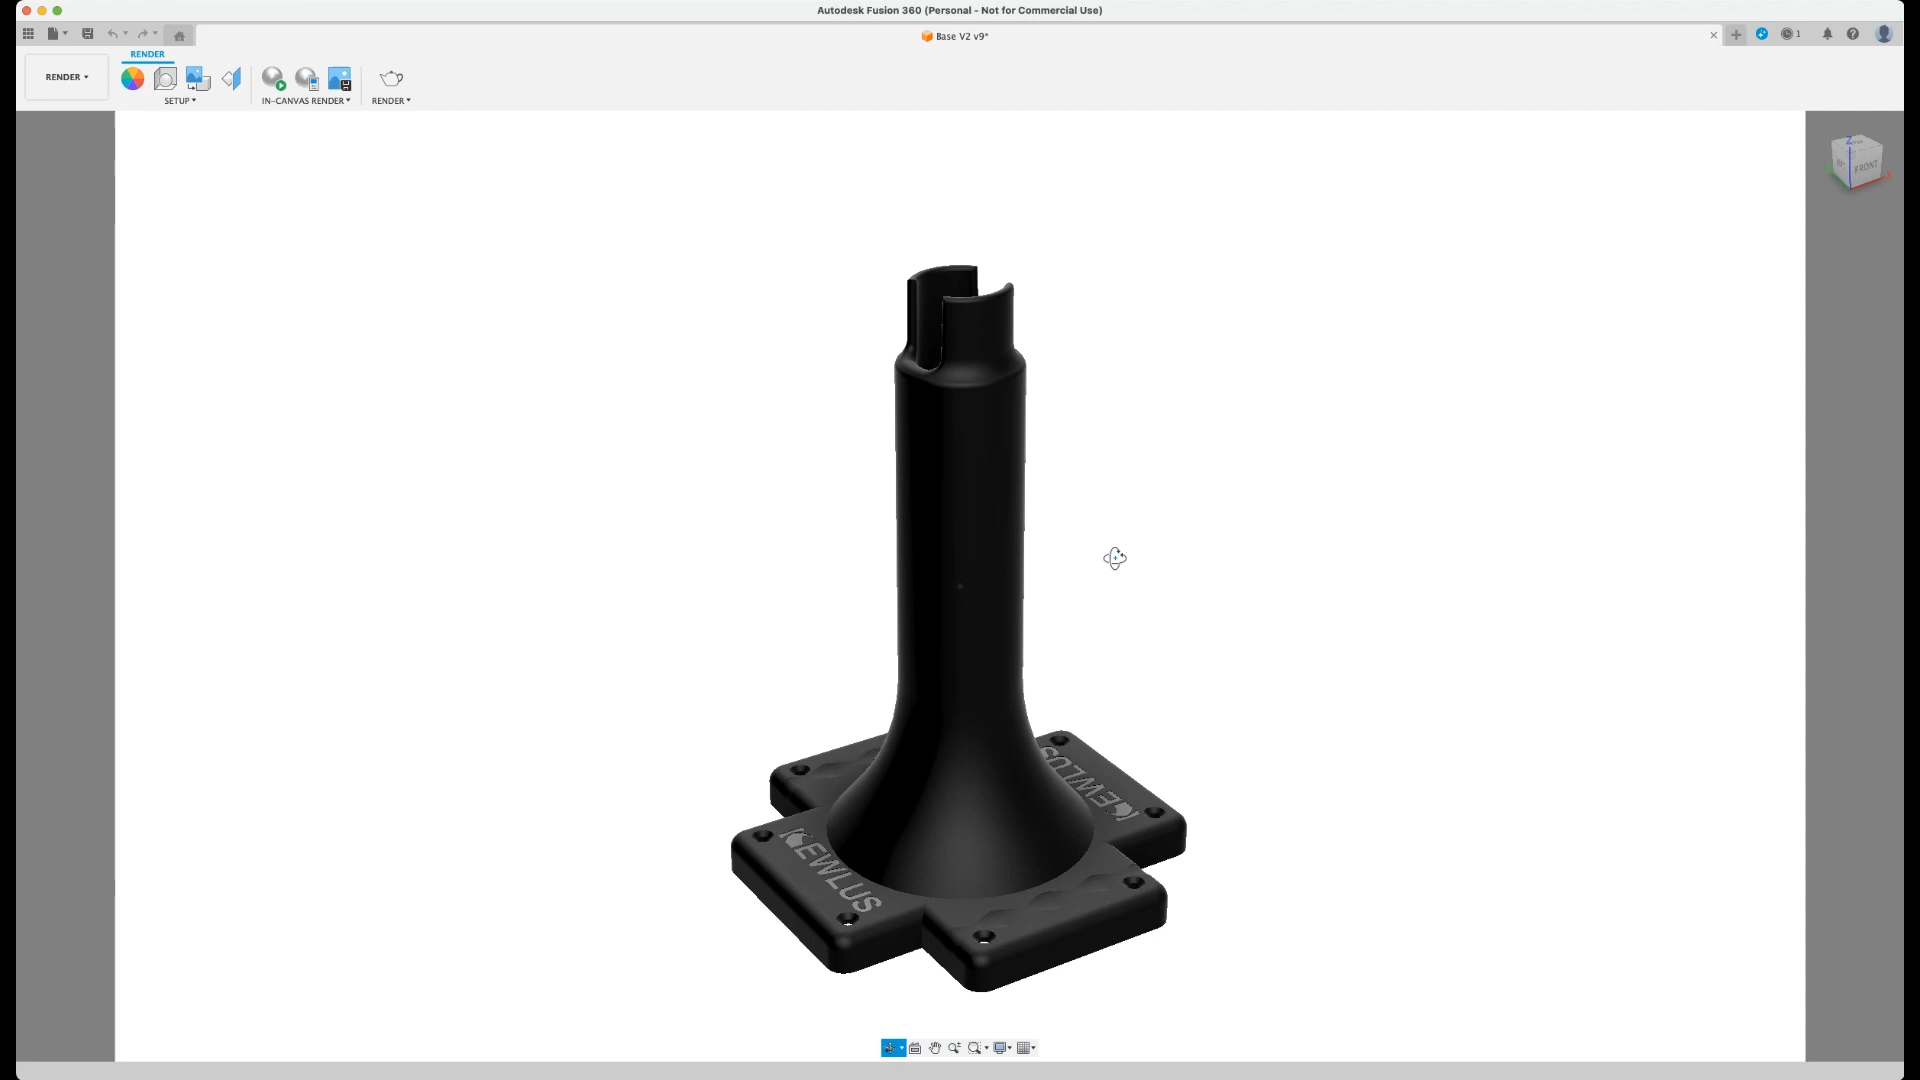 Autodesk Fusion 360 (Personal - Not for Commercial Use)
Base V2 v9*
1
RENDER
RENDER
SETUP
IN-CANVAS RENDER
RENDER
Z
FRONT
X
KEWLUS
KEWLUS